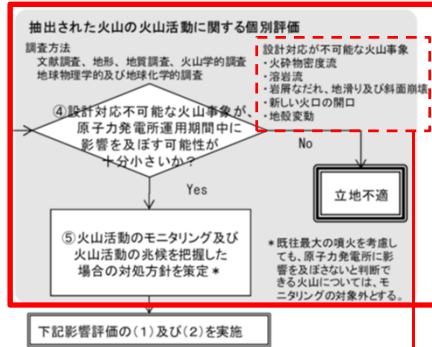 抽出された火山の火山活動に関する個別評価
調査方法
文献調査、地形、地質調査、火山学的調査
地球物理学的及び地球化学的調査
設計対応が不可能な火山事象
・火砕物密度流
・溶岩流
・岩屑なだれ、地滑り及び斜面崩壊
・新しい火口の開口
・地殻変動
④設計対応不可能な火山事象が、
原子力発電所運用期間中に
影響を及ぼす可能性が
十分小さいか?
No
Yes
立地不適
⑤火山活動のモニタリング及び
火山活動の兆候を把握した
場合の対処方針を策定*
*既往最大の噴火を考慮し
ても、原子力発電所に影
響を及ぼさないと判断で
きる火山については、モ
ニタリングの対象外とする。
下記影響評価の(1)及び(2)を実施